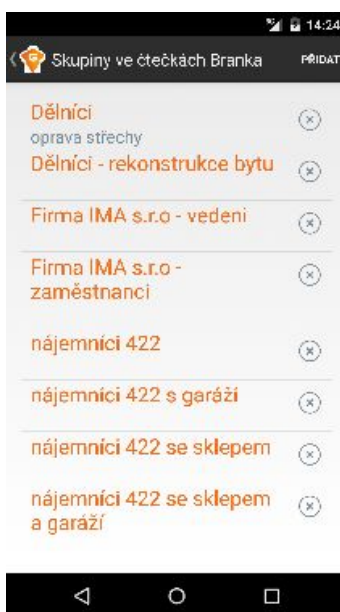 14:24
Skupiny ve čtečkách Branka
PŘIDAT
Dělníci
oprava střechy
Dělníci - rekonstrukce bytu
Firma IMA s.r.o - vedeni
Firma IMA s.r.o -
zaměstnanci
nájemníci 422
nájemníci 422 s garáží
nájemníci 422 se sklepem
nájemníci 422 se sklepem
a garáží